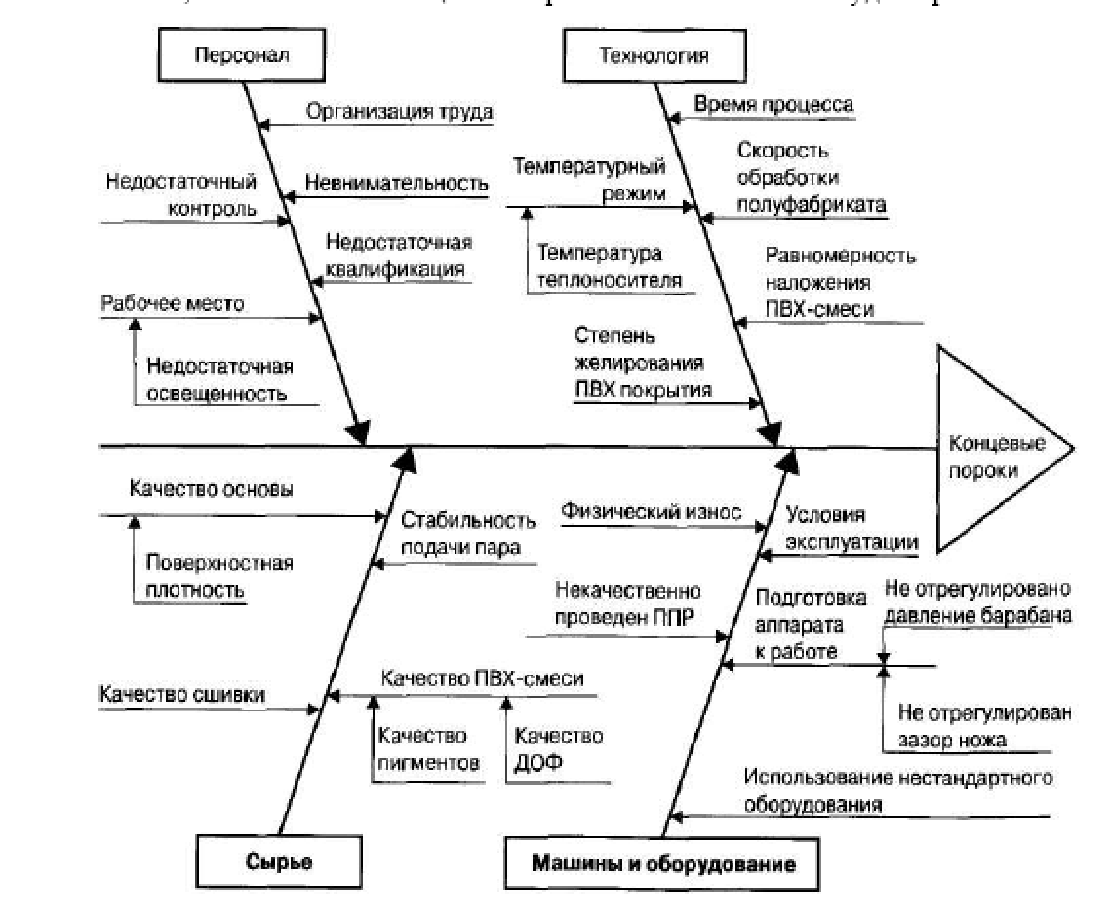 Персонал
Технология
Организация труда
Время процесса
Недостаточный
контроль
Невнимательность
Температурный
режим
Скорость
обработки
полуфабриката
Недостаточная
квалификация
Температура
теплоносителя
Равномерность
наложения
ПВХ-смеси
Рабочее место
Недостаточная
освещенность
Степень
желирования
ПВХ покрытия
Концевые
пороки
Качество основы
Стабильность
подачи пара
Поверхностная
плотность
Физический износ
Условия
эксплуатации
Некачественно
проведен ППР
Подготовка
аппарата
к работе
Не отрегулировано
давление барабана
Качество сшивки
Качество ПВХ-смеси
Качество
пигментов
Качество
ДОФ
Не отрегулирован
зазор ножа
Использование нестандартного
оборудования
Сырье
Машины и оборудование